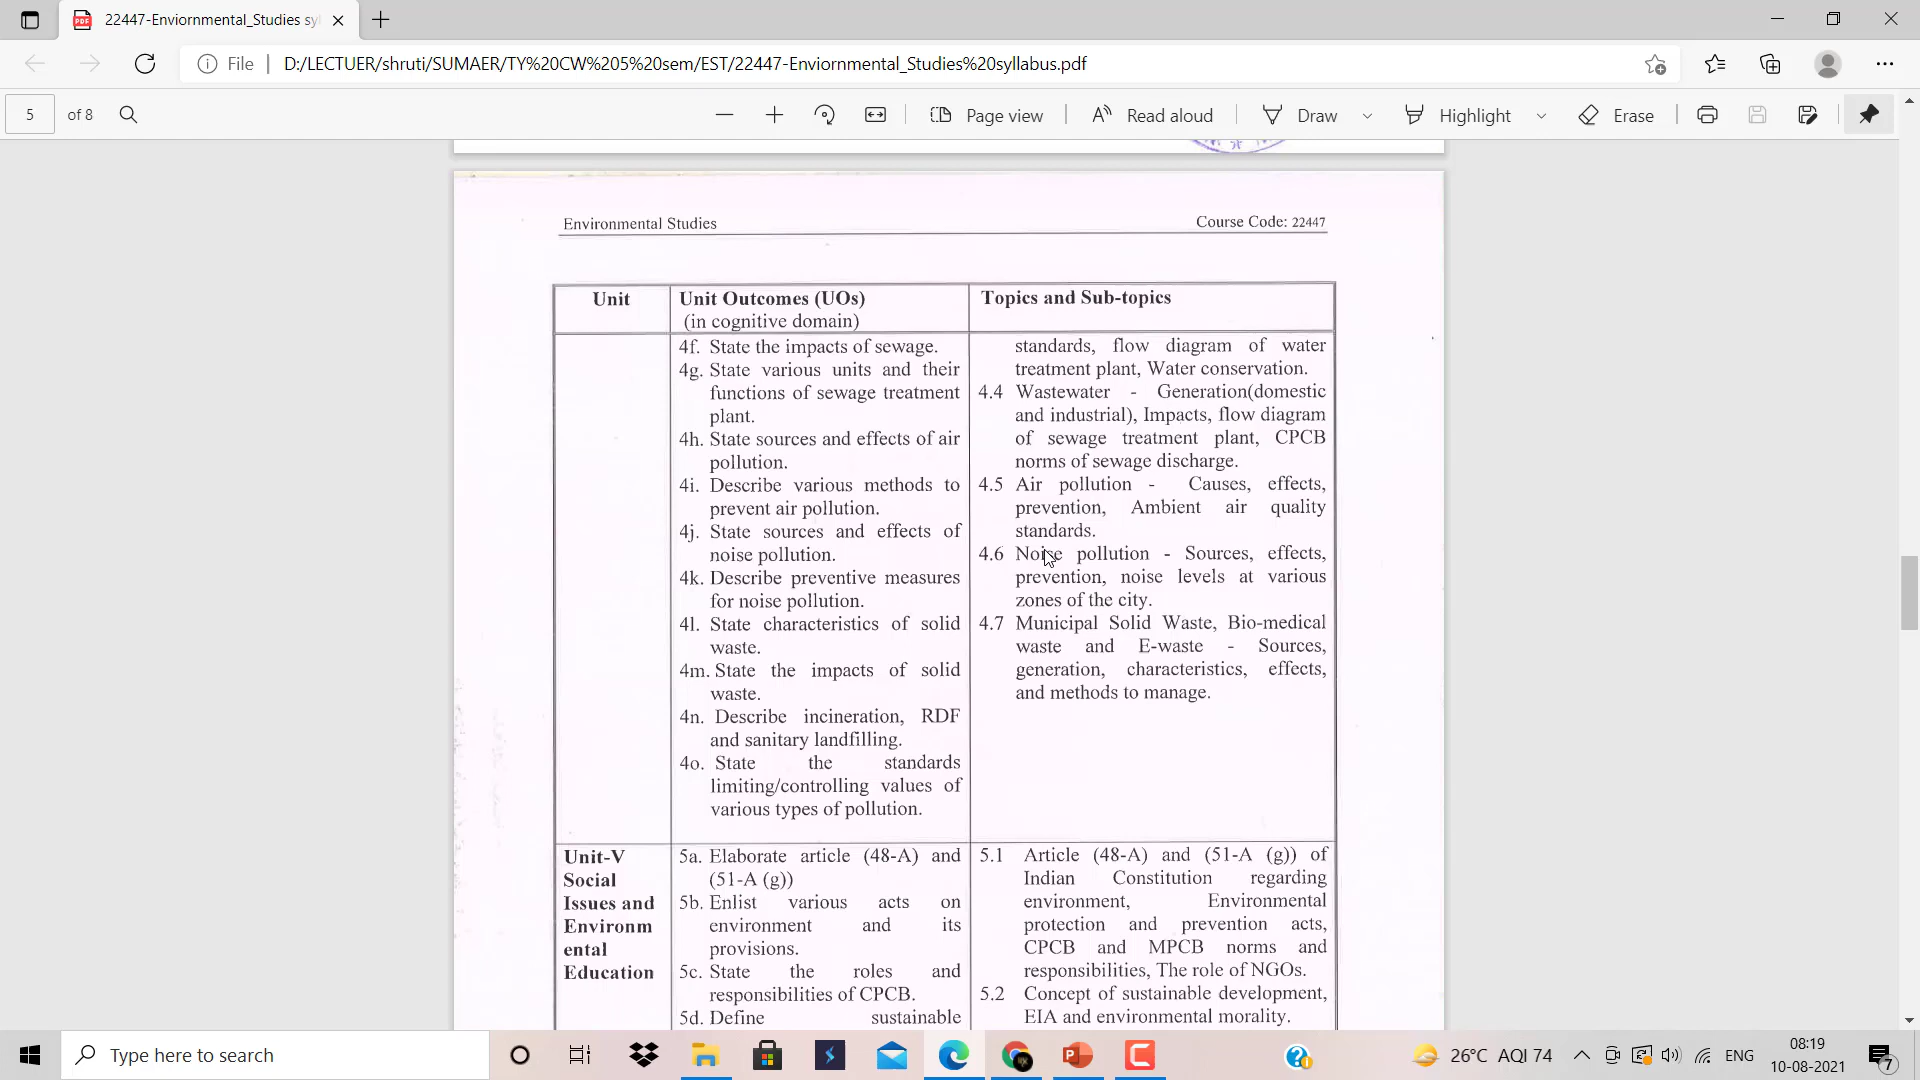 22447-Enviornmental_Studies sy
File
D:/LECTUER/shruti/SUMAER/TY%20CW%205%20sem/EST/22447-Enviornmental_Studies%20syllabus.pdf
5 of 8
Page view
Read aloud
Draw
Highlight
Erase
Environmental Studies
Course Code: 22447
Unit
Unit Outcomes (UOs)
(in cognitive domain)
Topics and Sub-topics
4f. State the impacts of sewage.
4g. State various units and their
functions of sewage treatment
plant.
4h. State sources and effects of air
pollution.
4i. Describe various methods to
prevent air pollution.
4j. State sources and effects of
noise pollution.
4k. Describe preventive measures
for noise pollution.
4l. State characteristics of solid
waste.
4m. State the impacts of solid
waste.
4n. Describe incineration, RDF
and sanitary landfilling.
4o. State the standards
limiting/controlling values of
various types of pollution.
standards, flow diagram of water
treatment plant, Water conservation.
4.4 Wastewater - Generation(domestic
and industrial), Impacts, flow diagram
of sewage treatment plant, CPCB
norms of sewage discharge.
4.5 Air pollution - Causes, effects,
prevention, Ambient air quality
standards.
4.6 Noise pollution - Sources, effects,
prevention, noise levels at various
zones of the city.
4.7 Municipal Solid Waste, Bio-medical
waste and E-waste - Sources,
generation, characteristics, effects,
and methods to manage.
Unit-V
Social
Issues and
Environm
ental
Education
5a. Elaborate article (48-A) and
(51-A (g))
5b. Enlist various acts on
environment and its
provisions.
5c. State the roles and
responsibilities of CPCB.
5d. Define sustainable
5.1 Article (48-A) and (51-A (g)) of
Indian Constitution regarding
environment, Environmental
protection and prevention acts,
CPCB and MPCB norms and
responsibilities, The role of NGOs.
5.2 Concept of sustainable development,
EIA and environmental morality.
Type here to search
26°C AQI 74
ENG
08:19
10-08-2021
7